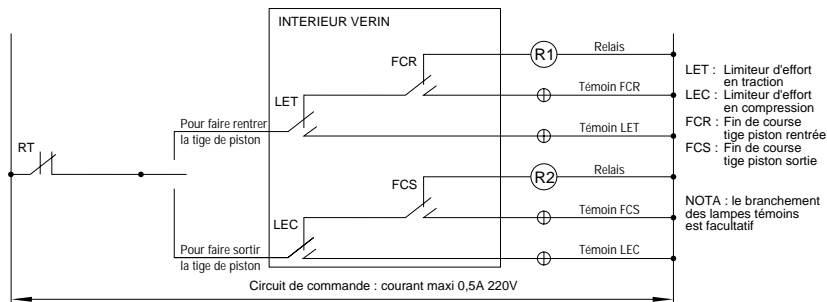 INTERIEUR VERIN
FCR
R1
Relais
Témoin FCR
LET
Pour faire rentrer
la tige de piston
Témoin LET
RT
FCS
R2
Relais
Témoin FCS
LEC
Pour faire sortir
la tige de piston
Témoin LEC
LET : Limiteur d'effort
en traction
LEC : Limiteur d'effort
en compression
FCR : Fin de course
tige piston rentrée
FCS : Fin de course
tige piston sortie
NOTA : le branchement
des lampes témoins
est facultatif
Circuit de commande : courant maxi 0,5A 220V